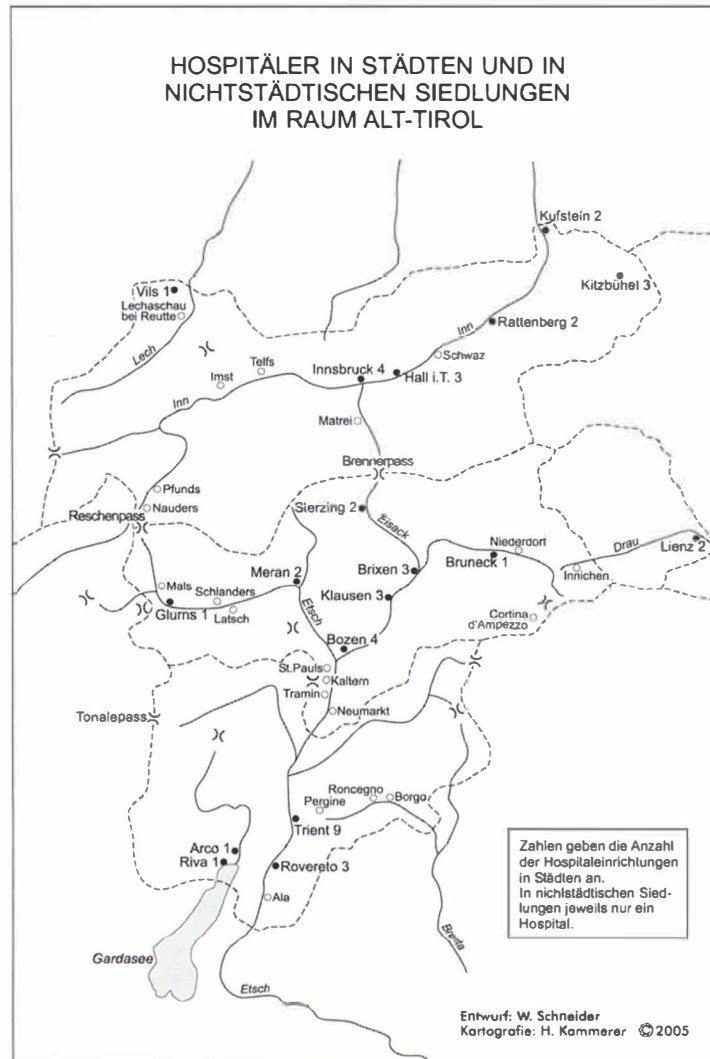 HOSPITÄLER IN STÄDTEN UND IN
NICHTSTÄDTISCHEN SIEDLUNGEN
IM RAUM ALT-TIROL
Kufstein 2
Kitzbühel 3
Vils 1
Lechaschau
bei Reutte
Rattenberg 2
Inn
Lech
Schwaz
Telfs
Innsbruck 4
Hall i.T. 3
Imst
Inn
Matrei
Brennerpass
Pfunds
Nauders
Reschenpass
Sierzing 2
Eisack
Niederdorf
Drau
Lienz 2
Bruneck 1
Innichen
Brixen 3
Meran 2
Mals
Schlanders
Klausen 3
Glurns 1
Latsch
Etsch
Cortina
d'Ampezzo
Bozen 4
St.Pauls
Kaltern
Tramin
Neumarkt
Tonalepass
Roncegno
Borgo
Pergine
Trient 9
Arco 1
Riva 1
Rovereto 3
Ala
Brenta
Gardasee
Etsch
Zahlen geben die Anzahl
der Hospitaleinrichtungen
in Städten an.
In nichlstädtischen Sied-
lungen jeweils nur ein
Hospital.
Entwurf: W. Schneider
Kartografie: H. Kammerer ©2005